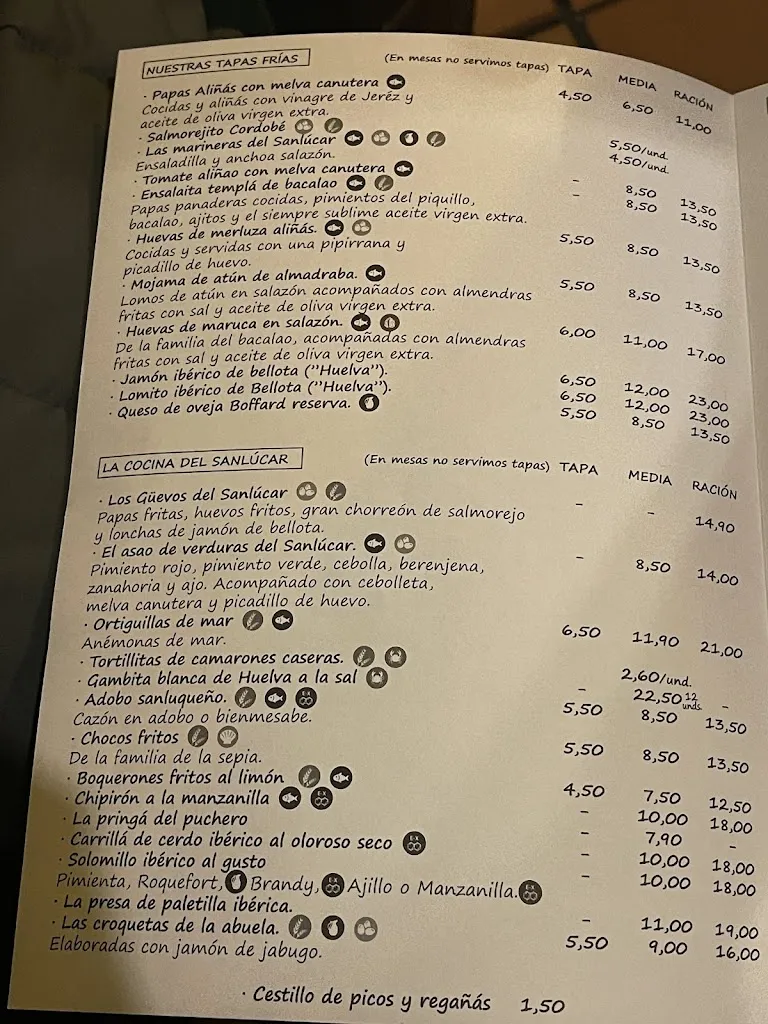 NUESTRAS TAPAS FRÍAS (En mesas no servimos tapas) TAPA MEDIA RACIÓN
· Papas Aliñás con melva canutera 4,50 6,50 11,00
Cocidas y aliñás con vinagre de Jeréz y
aceite de oliva virgen extra.
· Salmorejito Cordobé 5,50/und.
· Las marineras del Sanlúcar 4,50/und.
Ensaladilla y anchoa salazón.
· Tomate aliñao con melva canutera - 8,50 13,50
· Ensalaita templá de bacalao - 8,50 13,50
Papas panaderas cocidas, pimientos del piquillo,
bacalao, ajitos y el siempre sublime aceite virgen extra.
· Huevas de merluza aliñás. 5,50 8,50 13,50
Cocidas y servidas con una pipirrana y
picadillo de huevo.
· Mojama de atún de almadraba. 5,50 8,50 13,50
Lomos de atún en salazón acompañados con almendras
fritas con sal y aceite de oliva virgen extra.
· Huevas de maruca en salazón. 6,00 11,00 17,00
De la familia del bacalao, acompañadas con almendras
fritas con sal y aceite de oliva virgen extra.
· Jamón ibérico de bellota (''Huelva''). 6,50 12,00 23,00
· Lomito ibérico de Bellota (''Huelva''). 6,50 12,00 23,00
· Queso de oveja Boffard reserva. 5,50 8,50 13,50
LA COCINA DEL SANLÚCAR (En mesas no servimos tapas) TAPA MEDIA RACIÓN
· Los Güevos del Sanlúcar - - 14,90
Papas fritas, huevos fritos, gran chorreón de salmorejo
y lonchas de jamón de bellota.
· El asao de verduras del Sanlúcar. - 8,50 14,00
Pimiento rojo, pimiento verde, cebolla, berenjena,
zanahoria y ajo. Acompañado con cebolleta,
melva canutera y picadillo de huevo.
· Ortiguillas de mar 6,50 11,90 21,00
Anémonas de mar.
· Tortillitas de camarones caseras. 2,60/und.
· Gambita blanca de Huelva a la sal - 22,50 12 unds. -
· Adobo sanluqueño. E-X 5,50 8,50 13,50
Cazón en adobo o bienmesabe.
· Chocos fritos 5,50 8,50 13,50
De la familia de la sepia.
· Boquerones fritos al limón 4,50 7,50 12,50
· Chipirón a la manzanilla E-X - 10,00 18,00
· La pringá del puchero - 7,90 -
· Carrillá de cerdo ibérico al oloroso seco E-X - 10,00 18,00
· Solomillo ibérico al gusto - 10,00 18,00
Pimienta, Roquefort, Brandy, E-X Ajillo o Manzanilla. E-X
· La presa de paletilla ibérica. - 11,00 19,00
· Las croquetas de la abuela. 5,50 9,00 16,00
Elaboradas con jamón de jabugo.
· Cestillo de picos y regañás 1,50